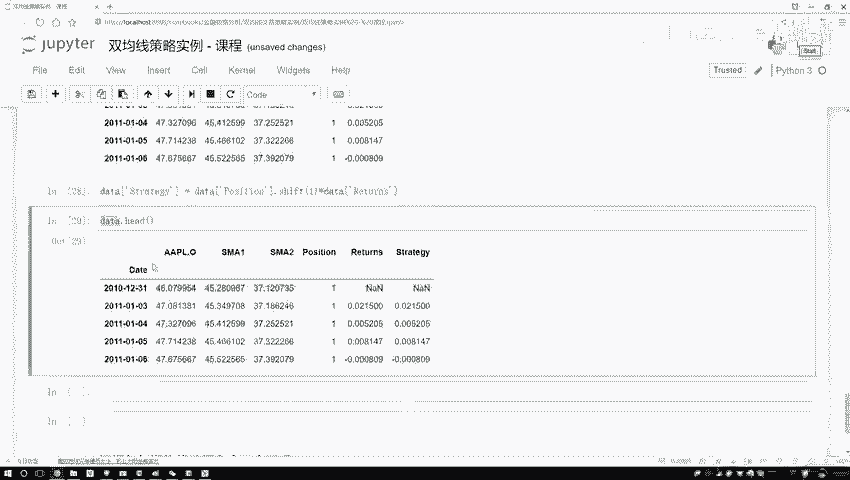 jupyter 双均线策略实例 - 课程 (unsaved changes)
File Edit View Insert Cell Kernel Widgets Help
Trusted Python 3
Code
2011-01-04 47.327096 45.412599 37.252521 1 0.005205
2011-01-05 47.714238 45.466102 37.322266 1 0.008147
2011-01-06 47.675667 45.522565 37.392079 1 -0.000809
In [28]: data['Strategy'] = data['Position'].shift(1)*data['Returns']
In [29]: data.head()
Out[29]:
AAPL.O SMA1 SMA2 Position Returns Strategy
Date
2010-12-31 46.079954 45.280967 37.120735 1 NaN NaN
2011-01-03 47.081381 45.349708 37.186246 1 0.021500 0.021500
2011-01-04 47.327096 45.412599 37.252521 1 0.005205 0.005205
2011-01-05 47.714238 45.466102 37.322266 1 0.008147 0.008147
2011-01-06 47.675667 45.522565 37.392079 1 -0.000809 -0.000809
In [ ]:
In [ ]: